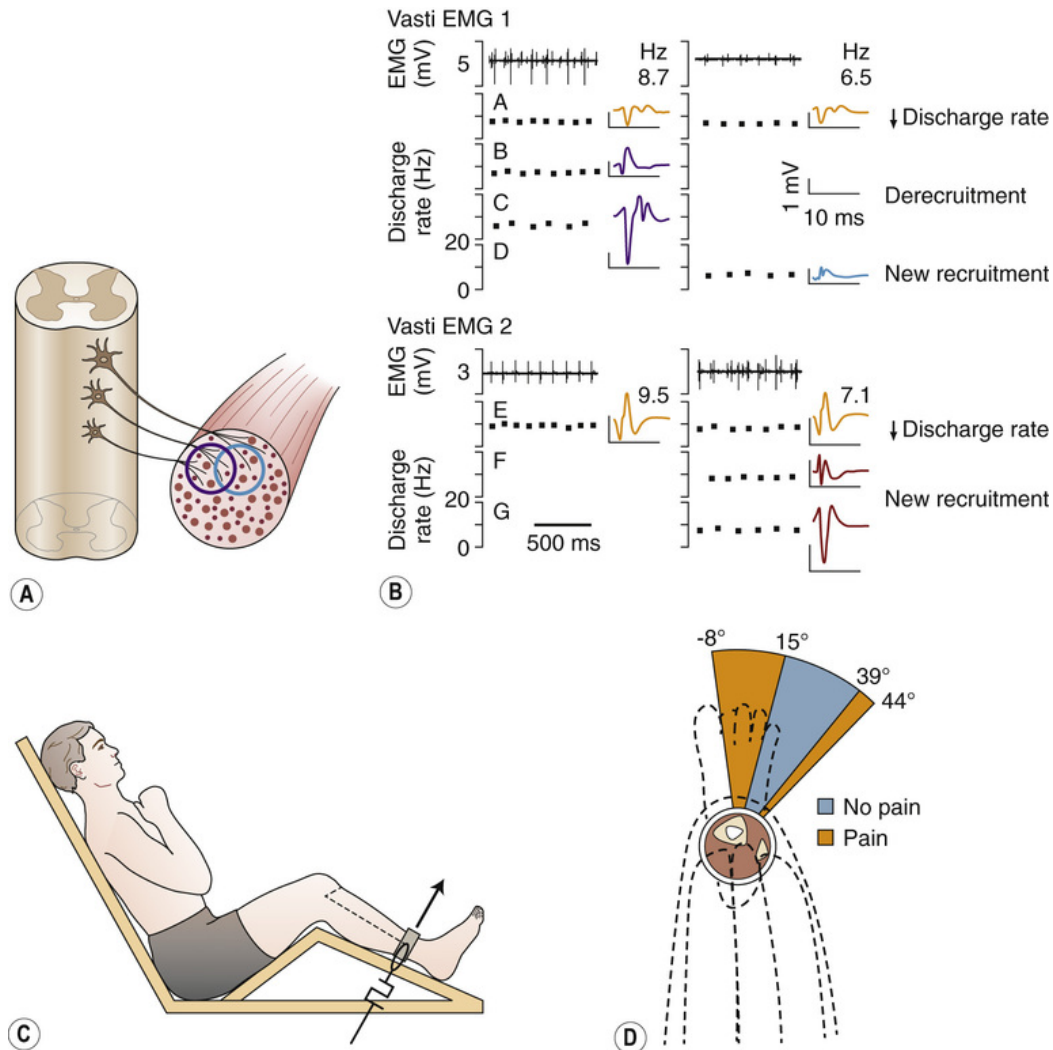 Vasti EMG 1
EMG (mV)
5
Hz
8.7
Hz
6.5
A
↓ Discharge rate
B
Discharge rate (Hz)
1 mV
10 ms
Derecruitment
C
20
D
0
New recruitment
Vasti EMG 2
EMG (mV)
3
9.5
7.1
E
↓ Discharge rate
F
Discharge rate (Hz)
New recruitment
20
G
0
500 ms
A
B
-8°
15°
39°
44°
No pain
Pain
C
D